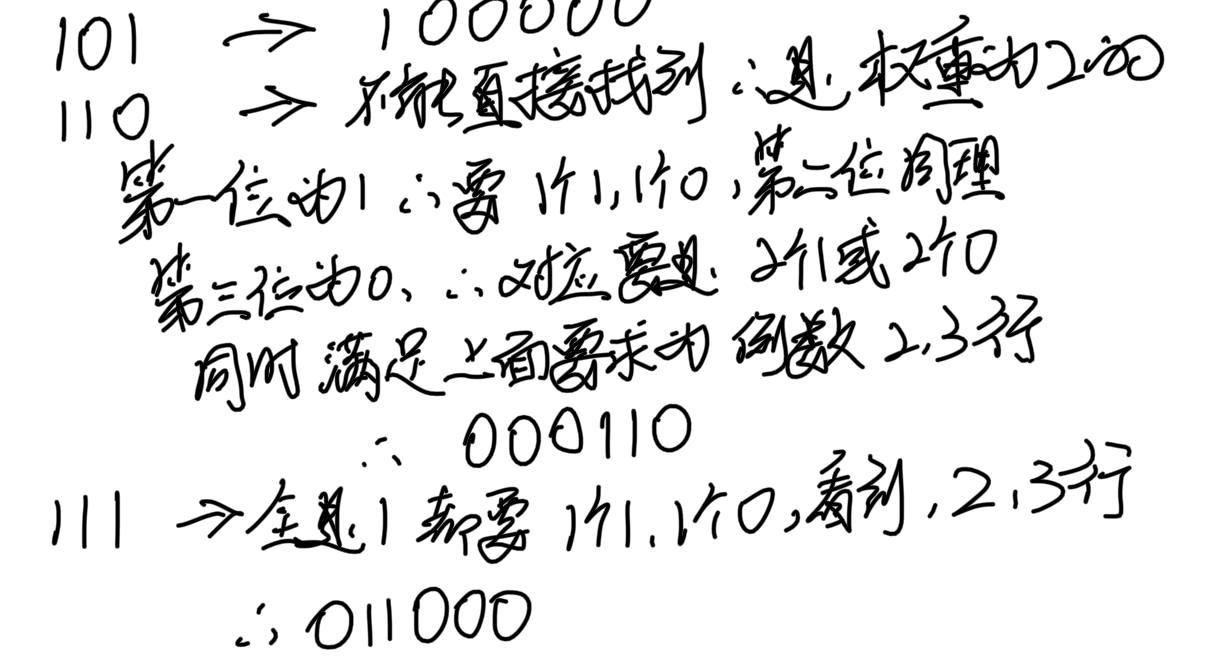 101 → 100000
110 → 不能直接找到 ∴是权重为2的
第一位为1 ∴要1个1,1个0,第二位同理
第三位为0, ∴对应要是2个1或2个0
同时满足上面要求为倒数2,3行
∴ 000110
111 → 全是1都要1个1,1个0,看到,2,3行
∴ 011000